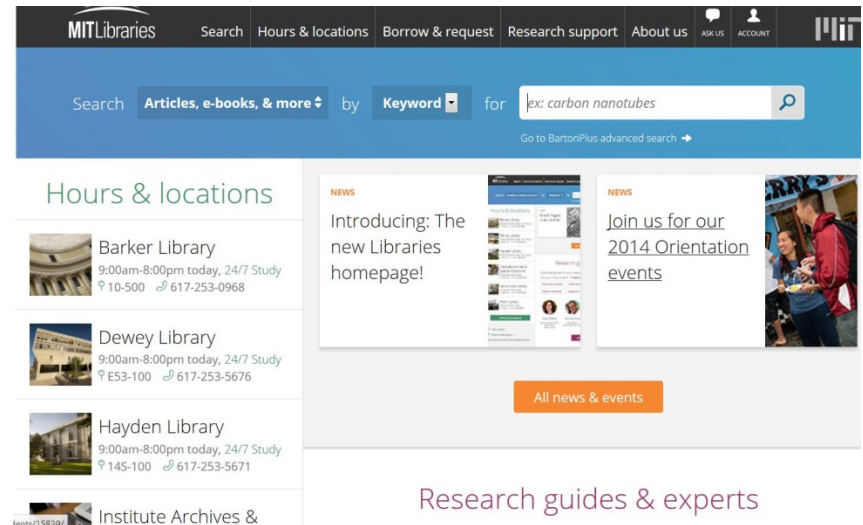 MITLibraries Search Hours & locations Borrow & request Research support About us ASK US ACCOUNT MIT
Search Articles, e-books, & more by Keyword for ex: carbon nanotubes
Go to BartonPlus advanced search
Hours & locations
Barker Library
9:00am-8:00pm today, 24/7 Study
10-500 617-253-0968
Dewey Library
9:00am-8:00pm today, 24/7 Study
E53-100 617-253-5676
Hayden Library
9:00am-8:00pm today, 24/7 Study
14S-100 617-253-5671
Institute Archives &
NEWS
Introducing: The
new Libraries
homepage!
NEWS
Join us for our
2014 Orientation
events
All news & events
Research guides & experts